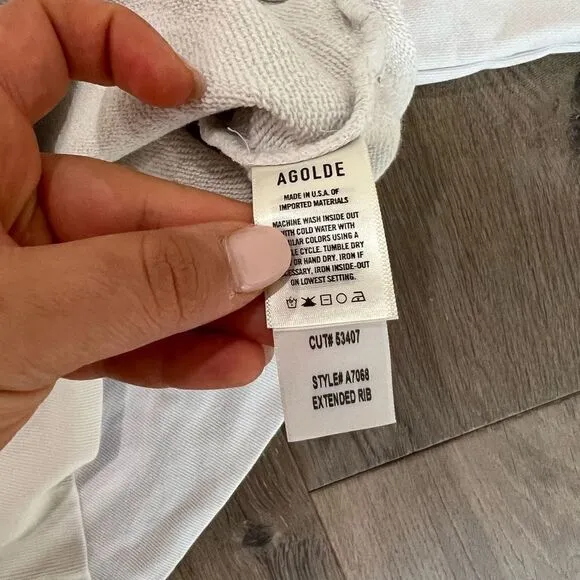 AGOLDE
MADE IN U.S.A. OF
IMPORTED MATERIALS
MACHINE WASH INSIDE OUT
WITH COLD WATER WITH
COLORS USING A
CYCLE. TUMBLE DRY
OR HAND DRY. IRON IF
IRON INSIDE-OUT
ON LOWEST SETTING.
CUT# 53407
STYLE# A7068
EXTENDED RIB